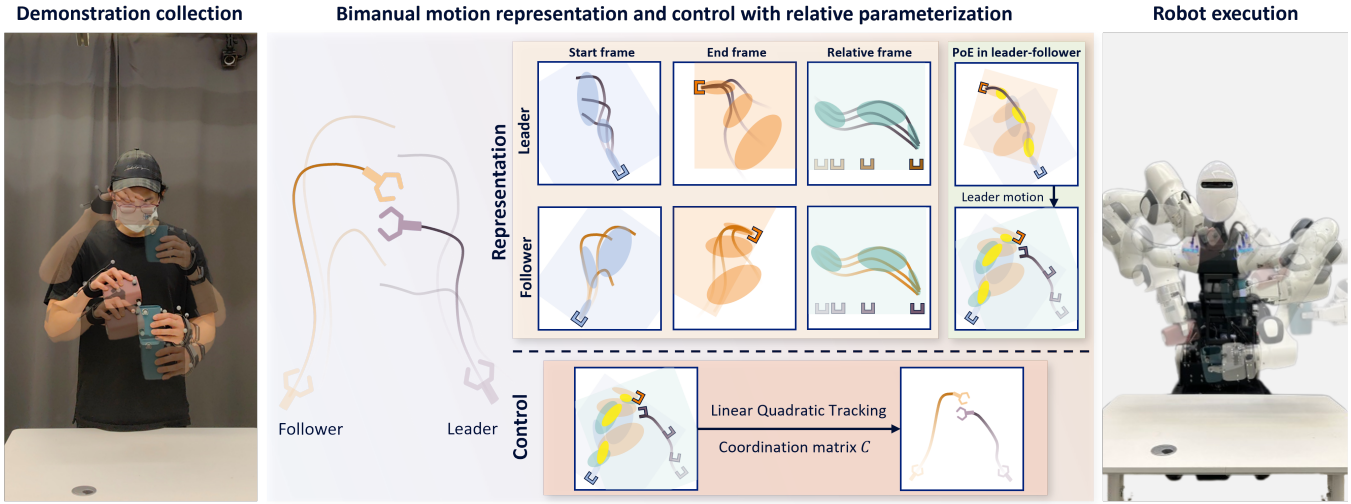 Demonstration collection
Bimanual motion representation and control with relative parameterization
Robot execution
Start frame
End frame
Relative frame
PoE in leader-follower
Representation
Leader
Follower
Leader motion
Follower
Leader
Control
Linear Quadratic Tracking
Coordination matrix C